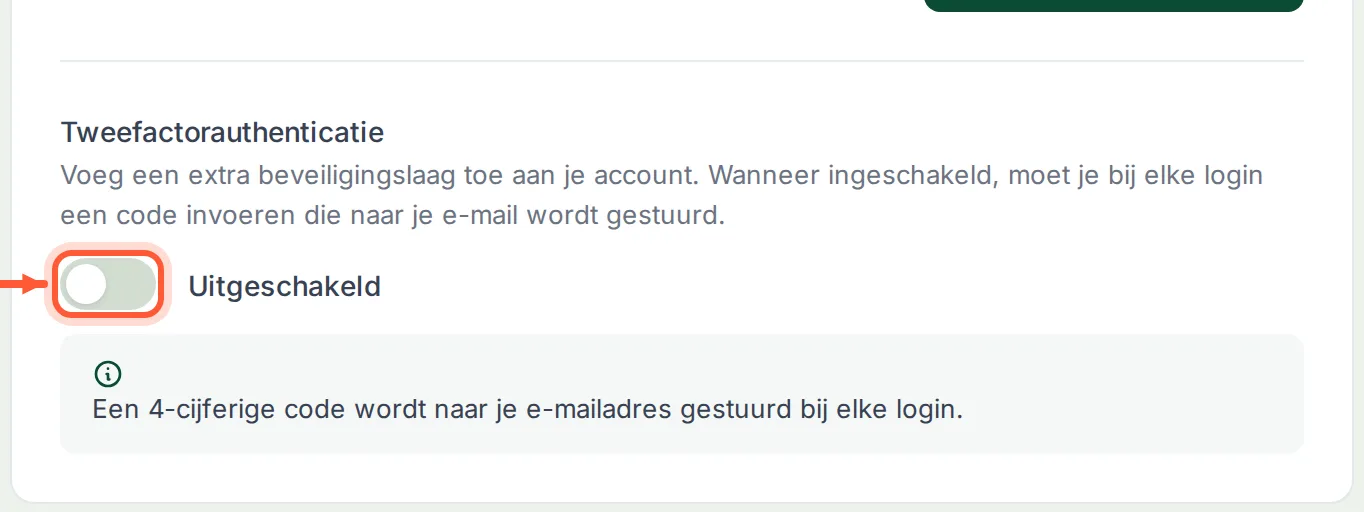 Tweefactorauthenticatie
Voeg een extra beveiligingslaag toe aan je account. Wanneer ingeschakeld, moet je bij elke login
een code invoeren die naar je e-mail wordt gestuurd.
Uitgeschakeld
Een 4-cijferige code wordt naar je e-mailadres gestuurd bij elke login.